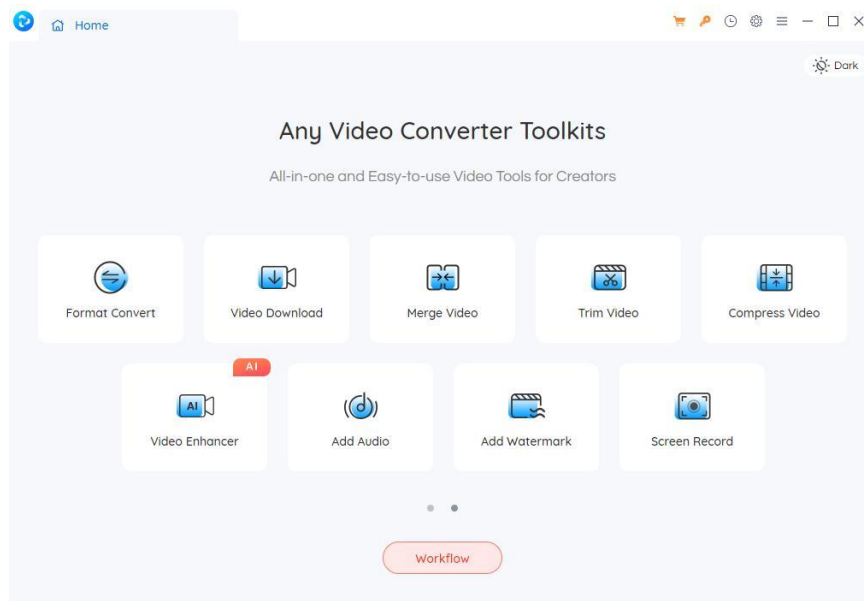 Home
Dark
Any Video Converter Toolkits
All-in-one and Easy-to-use Video Tools for Creators
Format Convert
Video Download
Merge Video
Trim Video
Compress Video
AI
AI
Video Enhancer
Add Audio
Add Watermark
Screen Record
Workflow